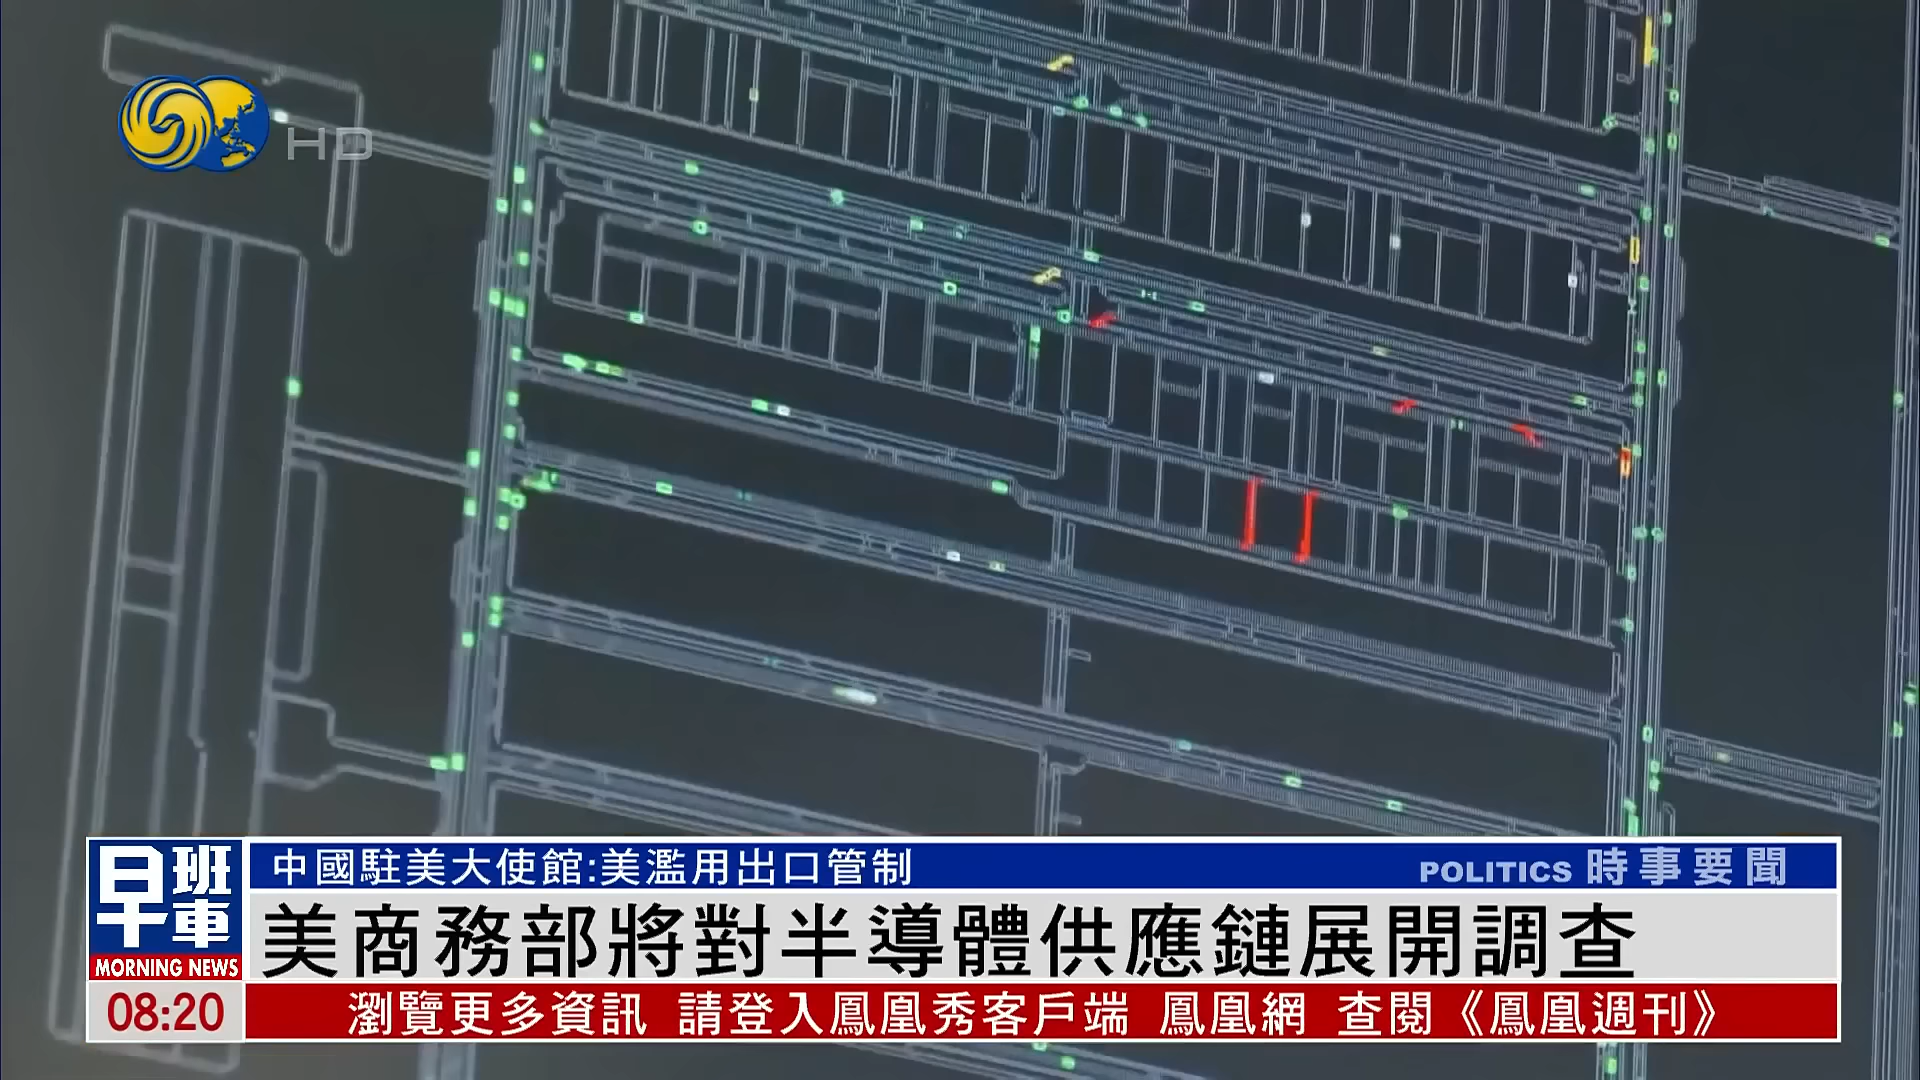 HD
早班車
MORNING NEWS
08:20
中國駐美大使館:美濫用出口管制
POLITICS 時事要聞
美商務部將對半導體供應鏈展開調查
瀏覽更多資訊 請登入鳳凰秀客戶端 鳳凰網 查閱《鳳凰週刊》